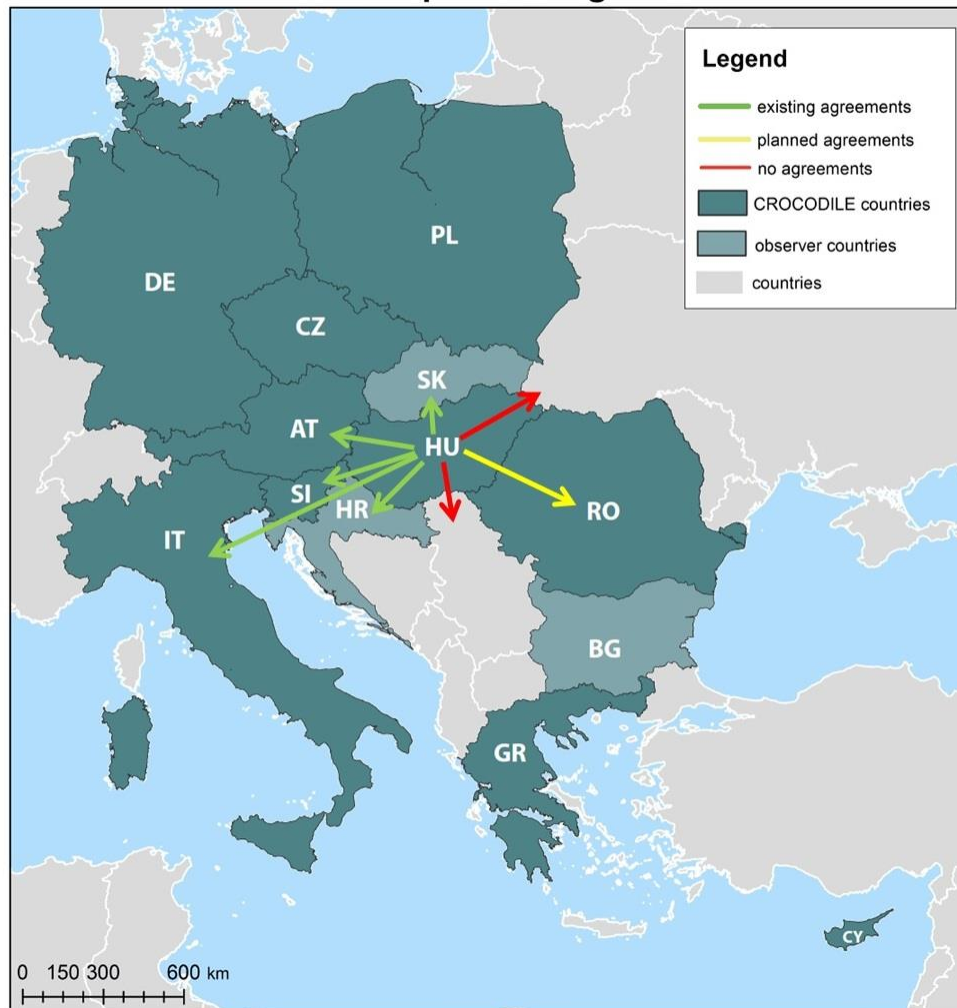 Legend
existing agreements
planned agreements
no agreements
CROCODILE countries
observer countries
countries
PL
DE
CZ
SK
AT
HU
SI
HR
RO
IT
BG
GR
CY
0 150 300 600 km